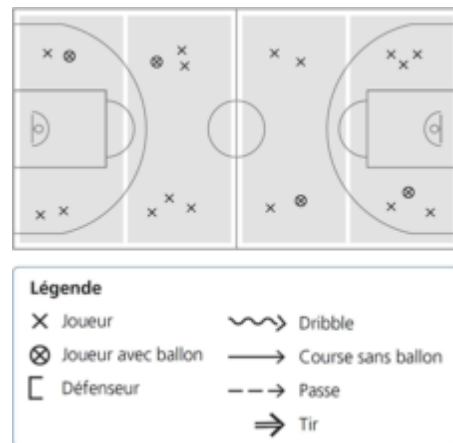 Légende
Joueur
Joueur avec ballon
Défenseur
Dribble
Course sans ballon
Passe
Tir